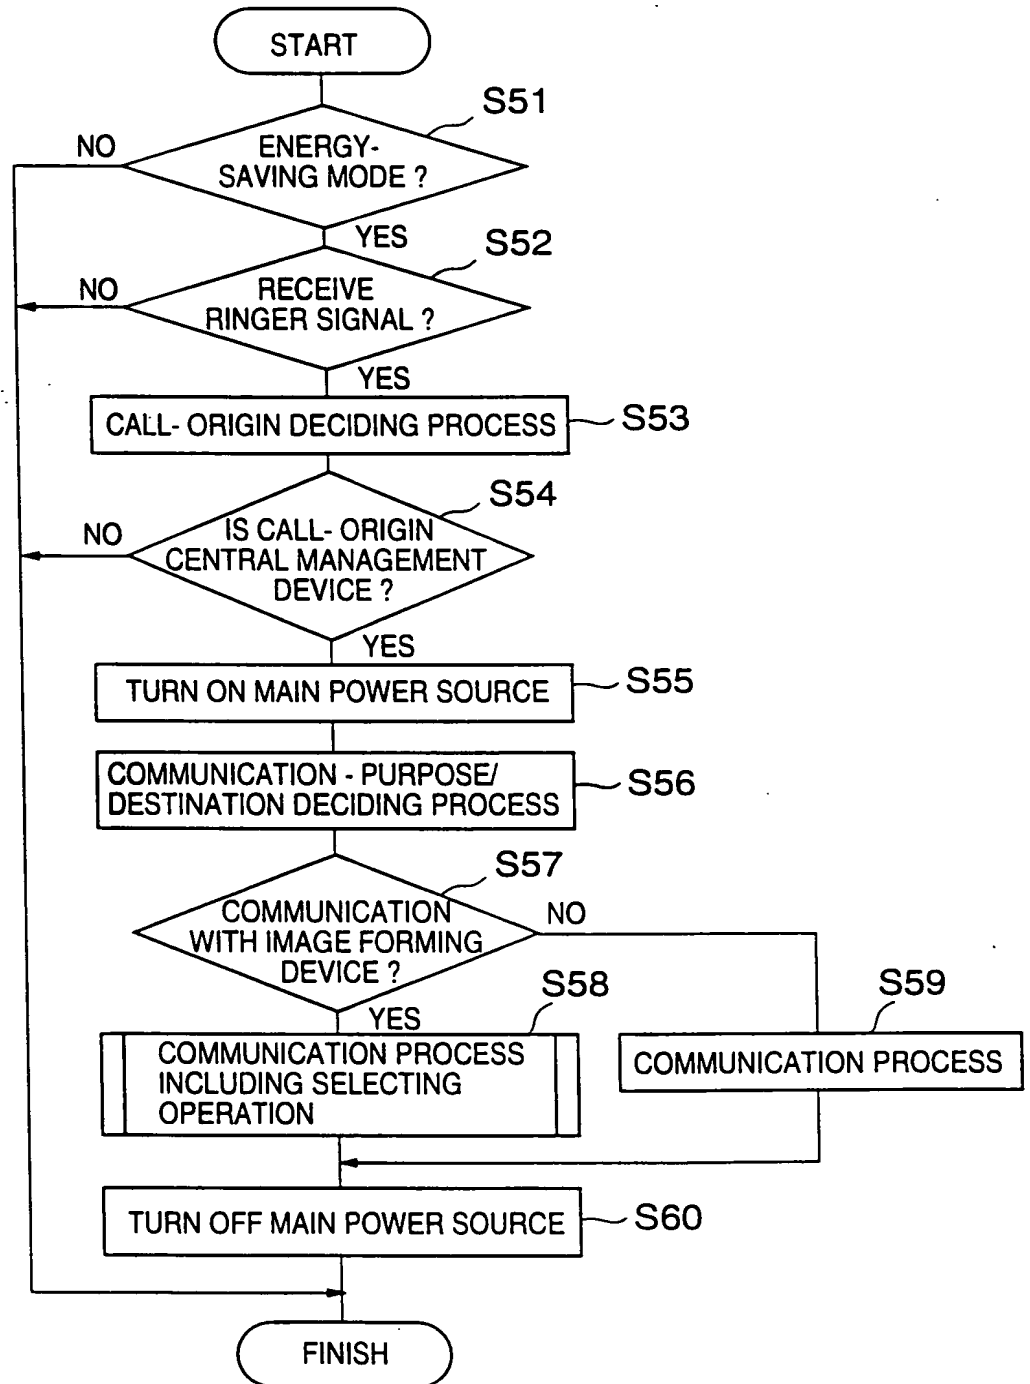 START
S51
NO
ENERGY-
SAVING MODE ?
YES
S52
NO
RECEIVE
RINGER SIGNAL ?
YES
CALL- ORIGIN DECIDING PROCESS
S53
S54
NO
IS CALL- ORIGIN
CENTRAL MANAGEMENT
DEVICE ?
YES
TURN ON MAIN POWER SOURCE
S55
COMMUNICATION - PURPOSE/
DESTINATION DECIDING PROCESS
S56
S57
COMMUNICATION
WITH IMAGE FORMING
DEVICE ?
NO
YES
S58
COMMUNICATION PROCESS
INCLUDING SELECTING
OPERATION
S59
COMMUNICATION PROCESS
TURN OFF MAIN POWER SOURCE
S60
FINISH